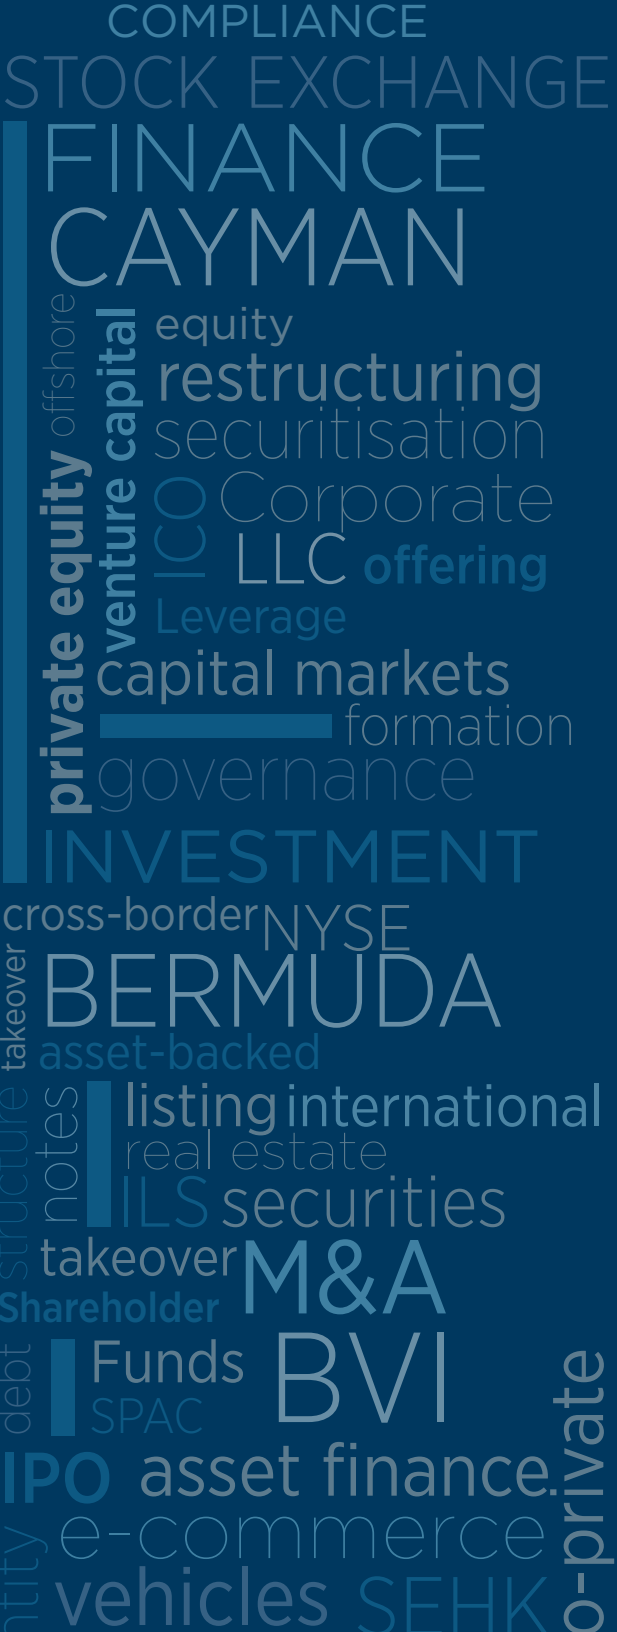 COMPLIANCE
STOCK EXCHANGE
FINANCE
CAYMAN
offshore
venture capital
equity
restructuring
securitisation
private equity
ICO
Corporate
LLC offering
Leverage
capital markets
formation
governance
INVESTMENT
cross-border NYSE
takeover
BERMUDA
asset-backed
structure
notes
listing international
real estate
ILS securities
takeover M&A
Shareholder
debt
Funds
BVI
SPAC
o-private
IPO asset finance
e-commerce
ntity
vehicles SEHK